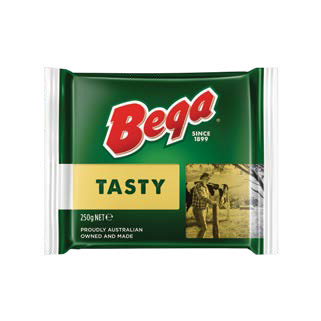 Bega
SINCE
1899
TASTY
250g NET℮
PROUDLY AUSTRALIAN
OWNED AND MADE